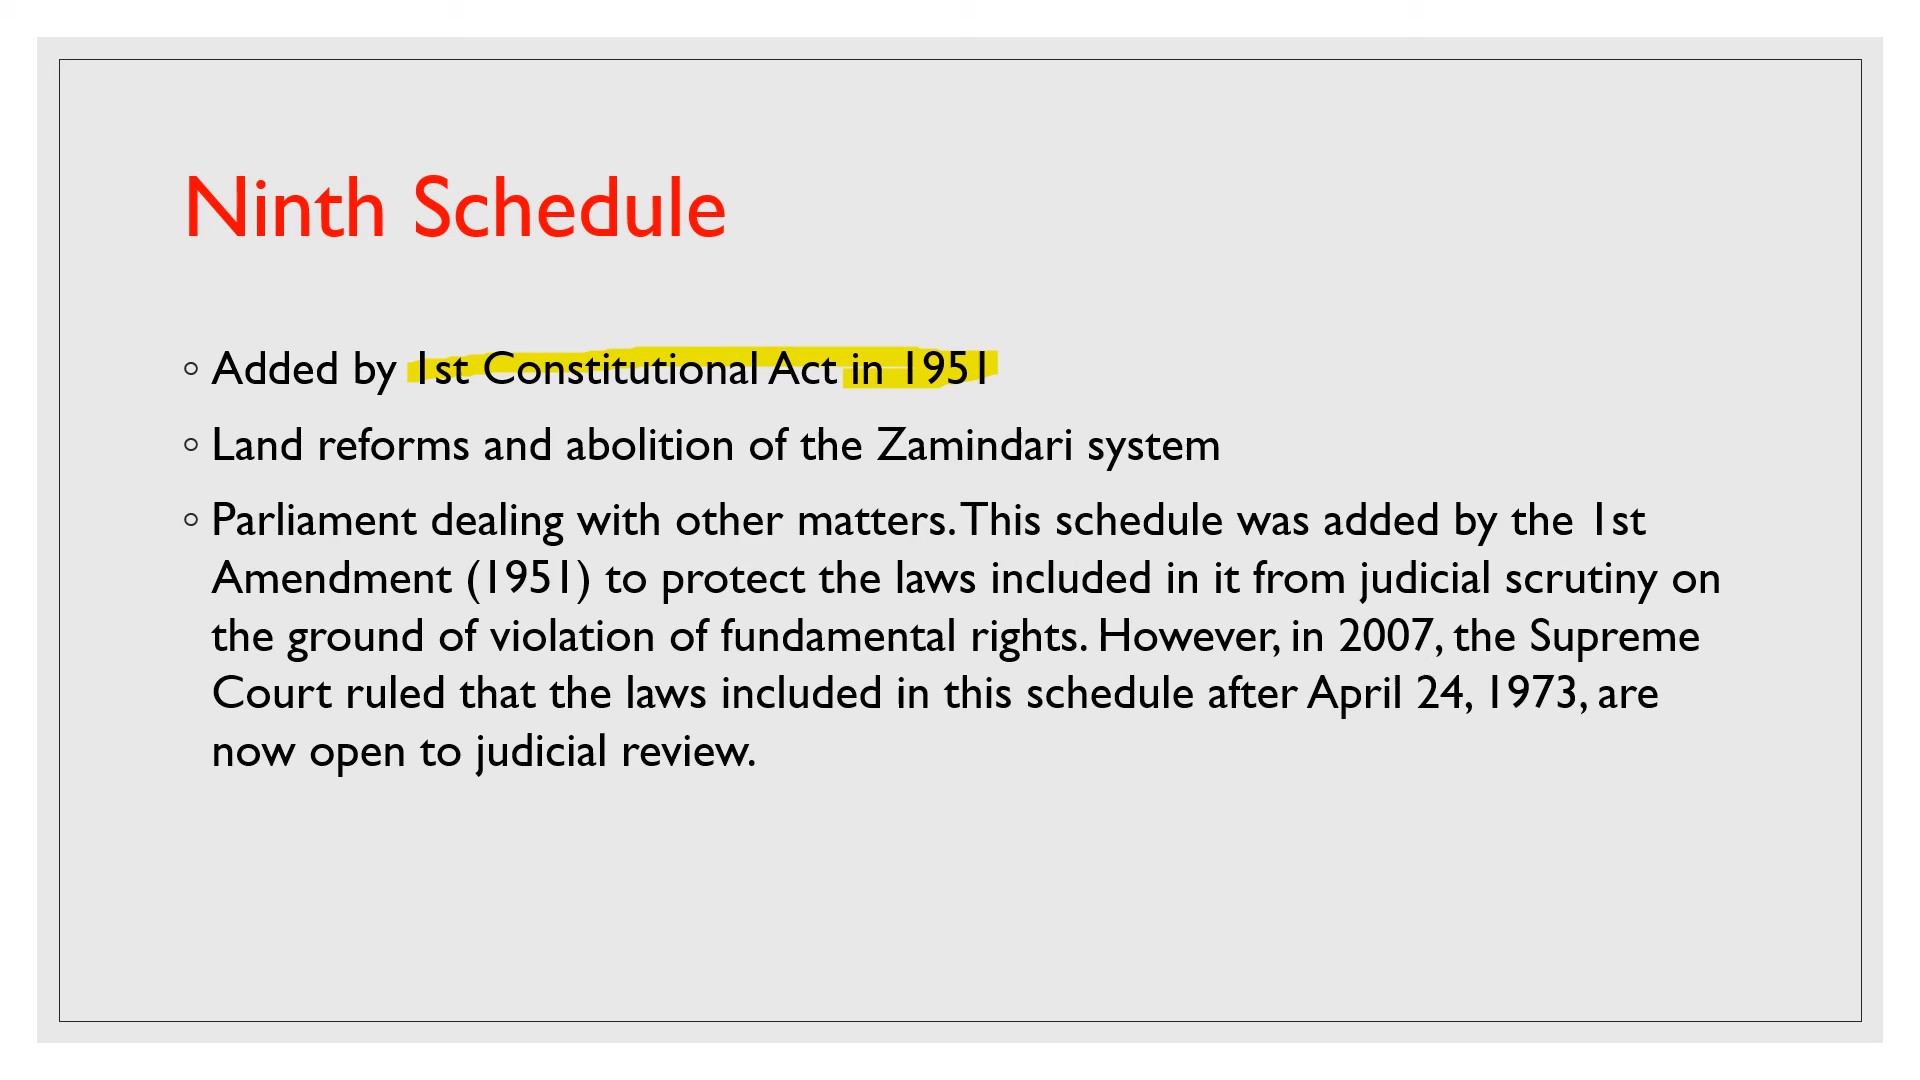 Ninth Schedule
◦ Added by 1st Constitutional Act in 1951
◦ Land reforms and abolition of the Zamindari system
◦ Parliament dealing with other matters. This schedule was added by the 1st
Amendment (1951) to protect the laws included in it from judicial scrutiny on
the ground of violation of fundamental rights. However, in 2007, the Supreme
Court ruled that the laws included in this schedule after April 24, 1973, are
now open to judicial review.